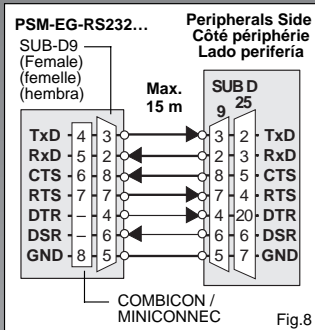 PSM-EG-RS232...
SUB-D9
(Female)
(femelle)
(hembra)
Peripherals Side
Côté périphérie
Lado perifería
Max.
15 m
SUB D
9 25
TxD 4 3 3 2 TxD
RxD 5 2 2 3 RxD
CTS 6 8 8 5 CTS
RTS 7 7 7 4 RTS
DTR – 4 4 20 DTR
DSR – 6 6 6 DSR
GND 8 5 5 7 GND
COMBICON /
MINICONNEC
Fig.8